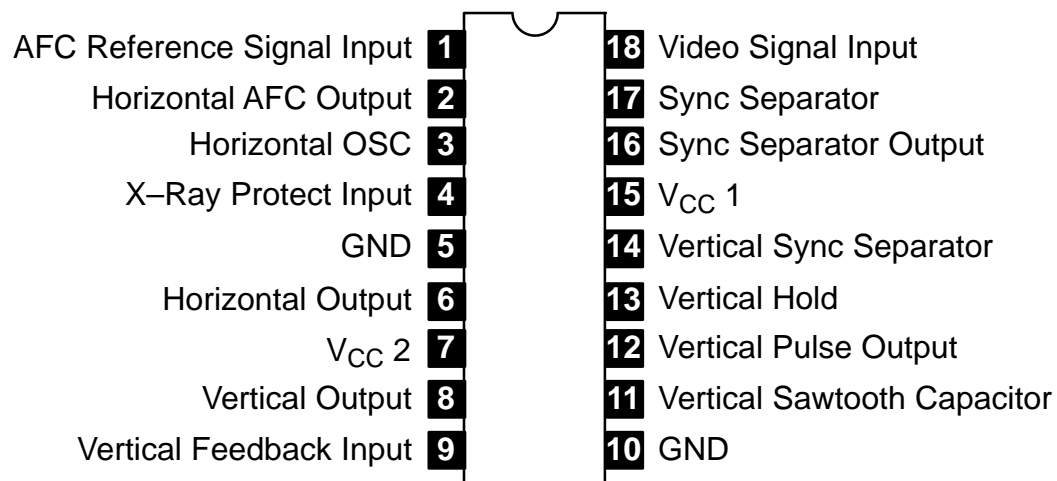 AFC Reference Signal Input 1
Horizontal AFC Output 2
Horizontal OSC 3
X–Ray Protect Input 4
GND 5
Horizontal Output 6
VCC 2 7
Vertical Output 8
Vertical Feedback Input 9
18 Video Signal Input
17 Sync Separator
16 Sync Separator Output
15 VCC 1
14 Vertical Sync Separator
13 Vertical Hold
12 Vertical Pulse Output
11 Vertical Sawtooth Capacitor
10 GND